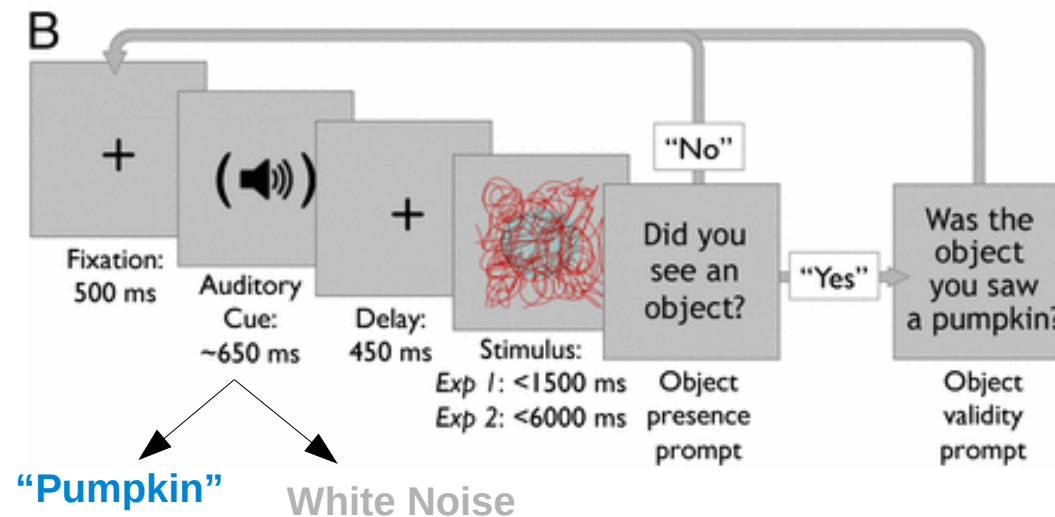 B
+
Fixation:
500 ms
Auditory
Cue:
~650 ms
+
Delay:
450 ms
Stimulus:
Exp 1: <1500 ms
Exp 2: <6000 ms
Did you
see an
object?
Object
presence
prompt
“No”
“Yes”
Was the
object
you saw
a pumpkin?
Object
validity
prompt
“Pumpkin”
White Noise